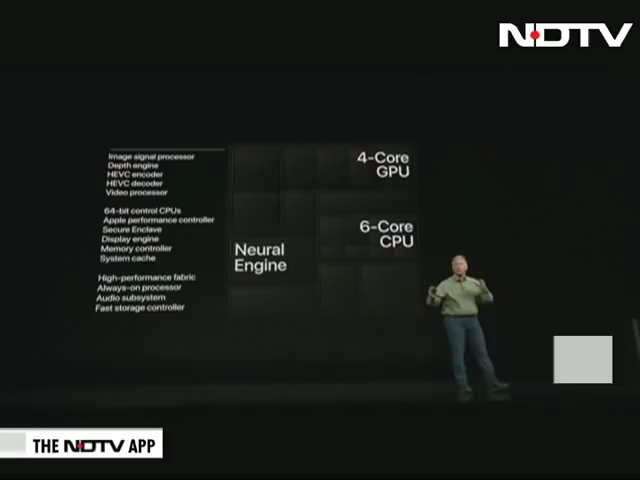 NDTV
Image signal processor
Depth engine
HEVC encoder
HEVC decoder
Video processor
64-bit control CPUs
Apple performance controller
Secure Enclave
Display engine
Memory controller
System cache
High-performance fabric
Always-on processor
Audio subsystem
Fast storage controller
4-Core
GPU
6-Core
CPU
Neural
Engine
THE NDTV APP